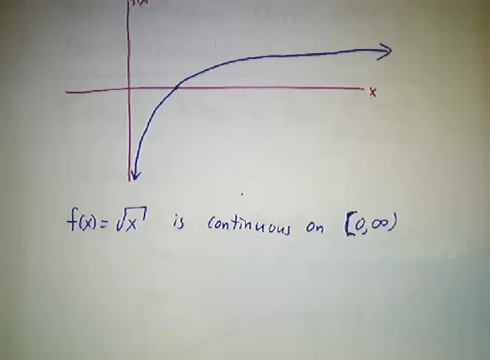 x
f(x) = √x is continuous on [0,∞)